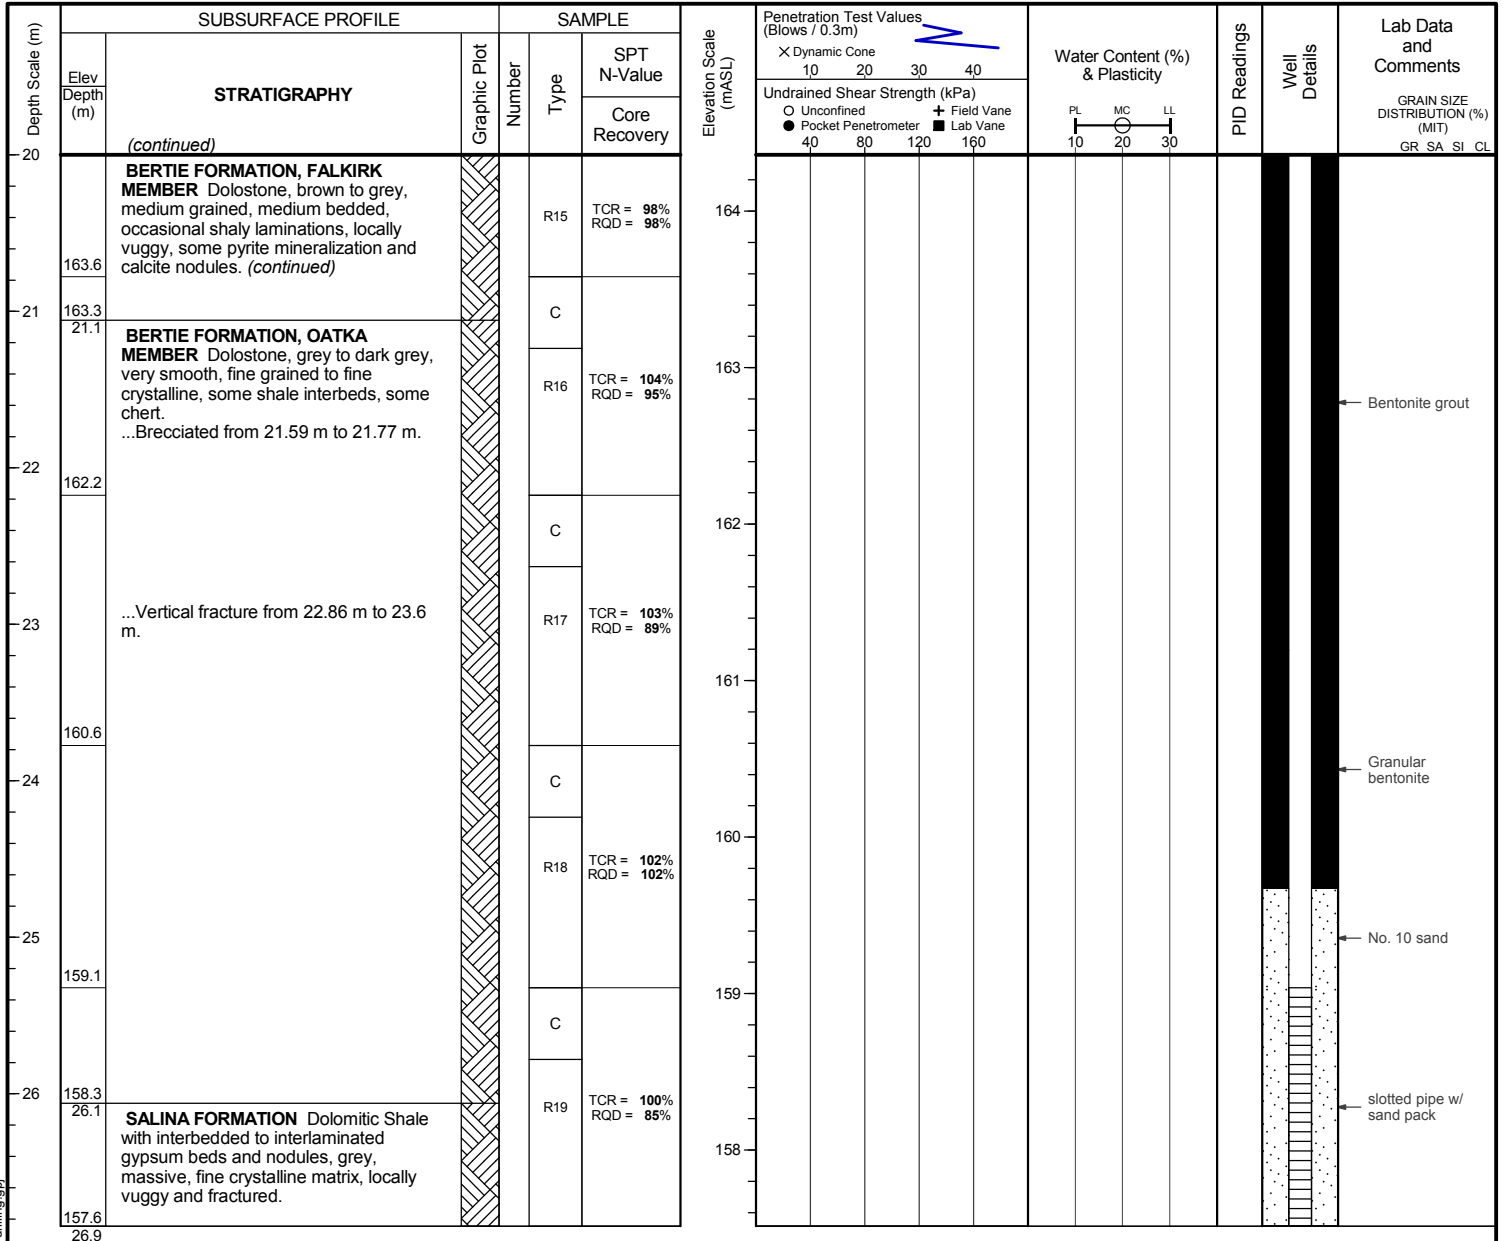 SUBSURFACE PROFILE
SAMPLE
Depth Scale (m)
Elev
Depth
(m)
STRATIGRAPHY
(continued)
Graphic Plot
Number
Type
SPT
N-Value
Core
Recovery
Elevation Scale
(mASL)
Penetration Test Values
(Blows / 0.3m)
Dynamic Cone
10 20 30 40
Undrained Shear Strength (kPa)
Unconfined
Field Vane
Pocket Penetrometer
Lab Vane
40 80 120 160
Water Content (%)
& Plasticity
PL MC LL
10 20 30
PID Readings
Well
Details
Lab Data
and
Comments
GRAIN SIZE
DISTRIBUTION (%)
(MIT)
GR SA SI CL
20
BERTIE FORMATION, FALKIRK
MEMBER Dolostone, brown to grey,
medium grained, medium bedded,
occasional shaly laminations, locally
vuggy, some pyrite mineralization and
calcite nodules. (continued)
R15
TCR = 98%
RQD = 98%
164
163.6
21
163.3
21.1
C
BERTIE FORMATION, OATKA
MEMBER Dolostone, grey to dark grey,
very smooth, fine grained to fine
crystalline, some shale interbeds, some
chert.
...Brecciated from 21.59 m to 21.77 m.
R16
TCR = 104%
RQD = 95%
163
Bentonite grout
22
162.2
C
162
...Vertical fracture from 22.86 m to 23.6
m.
23
R17
TCR = 103%
RQD = 89%
161
160.6
24
C
Granular
bentonite
160
R18
TCR = 102%
RQD = 102%
25
No. 10 sand
159.1
159
C
26
158.3
26.1
R19
TCR = 100%
RQD = 85%
slotted pipe w/
sand pack
SALINA FORMATION Dolomitic Shale
with interbedded to interlaminated
gypsum beds and nodules, grey,
massive, fine crystalline matrix, locally
vuggy and fractured.
158
157.6
26.9